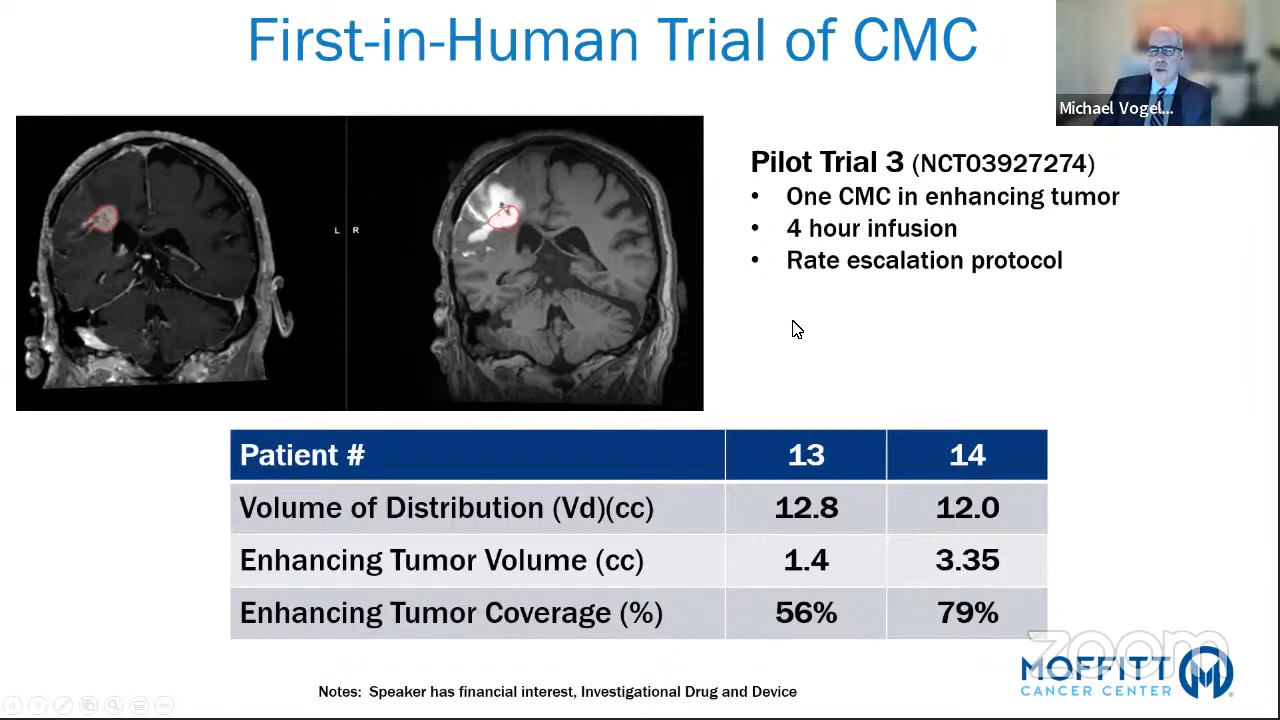 First-in-Human Trial of CMC
Michael Vogel...
L R
Pilot Trial 3 (NCT03927274)
• One CMC in enhancing tumor
• 4 hour infusion
• Rate escalation protocol
Patient # 13 14
Volume of Distribution (Vd)(cc) 12.8 12.0
Enhancing Tumor Volume (cc) 1.4 3.35
Enhancing Tumor Coverage (%) 56% 79%
zoom
MOFFITT
CANCER CENTER
Notes: Speaker has financial interest, Investigational Drug and Device